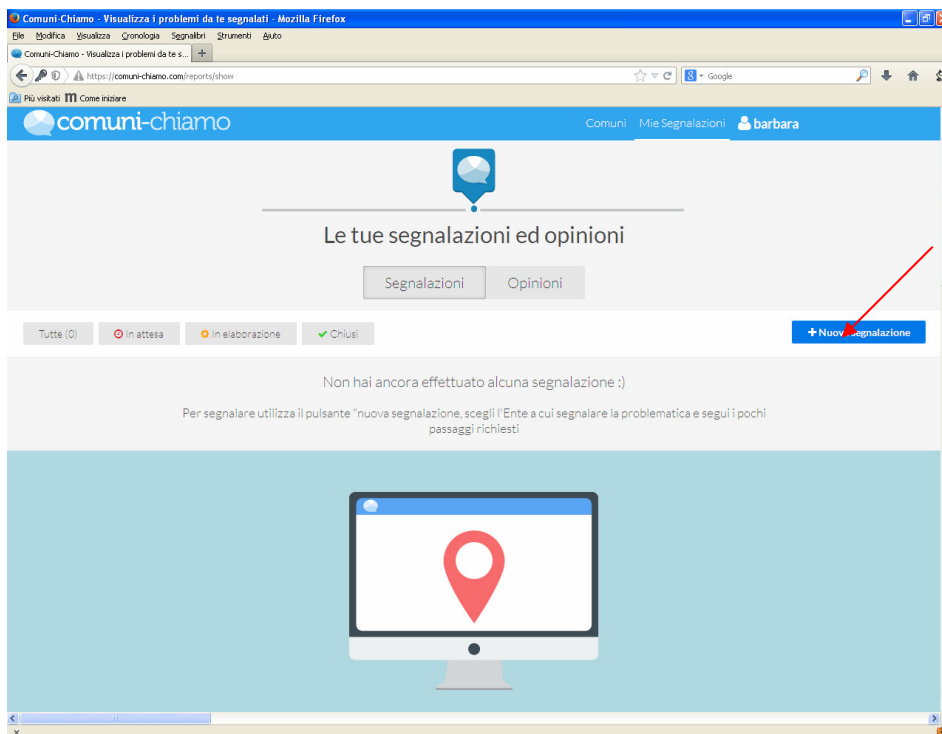 Comuni-Chiamo - Visualizza i problemi da te segnalati - Mozilla Firefox
File Modifica Visualizza Cronologia Segnalibri Strumenti Aiuto
Comuni-Chiamo - Visualizza i problemi da te s... +
https://comuni-chiamo.com/reports/show
8 Google
Più visitati Come iniziare
comuni-chiamo Comuni Mie Segnalazioni barbara
Le tue segnalazioni ed opinioni
Segnalazioni Opinioni
Tutte (0) In attesa In elaborazione Chiusi + Nuova segnalazione
Non hai ancora effettuato alcuna segnalazione :)
Per segnalare utilizza il pulsante "nuova segnalazione, scegli l'Ente a cui segnalare la problematica e segui i pochi
passaggi richiesti
x